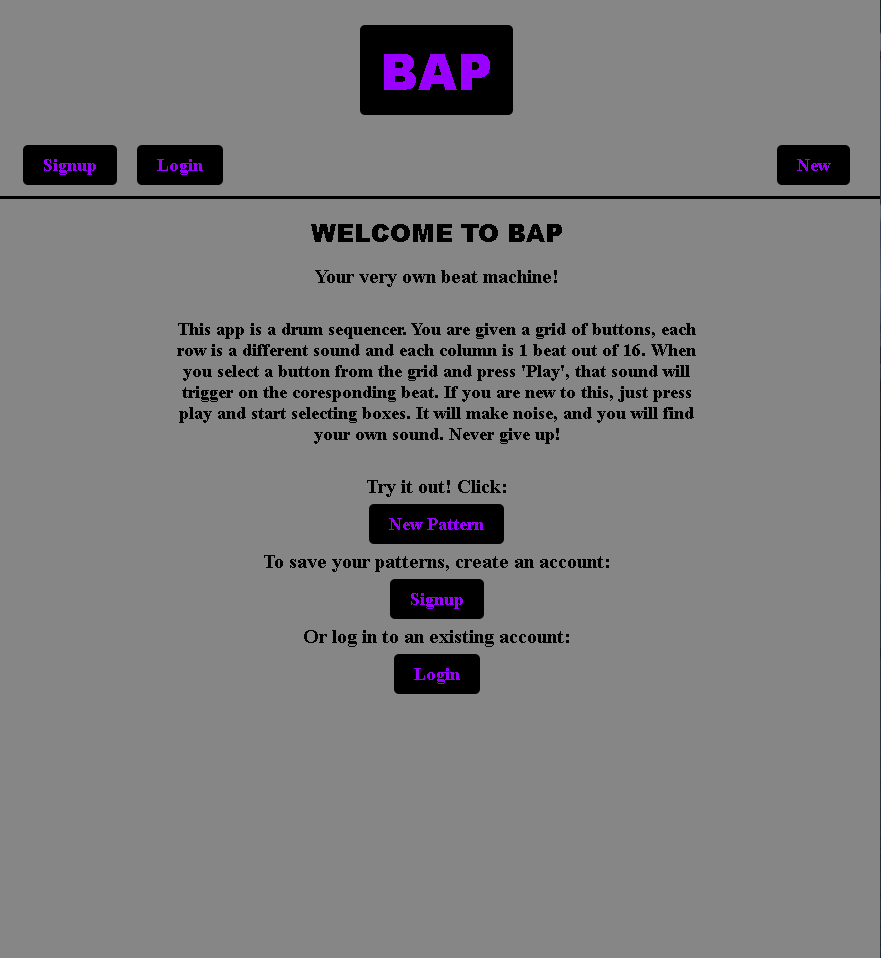 BAP
Signup
Login
New
WELCOME TO BAP
Your very own beat machine!
This app is a drum sequencer. You are given a grid of buttons, each
row is a different sound and each column is 1 beat out of 16. When
you select a button from the grid and press 'Play', that sound will
trigger on the coresponding beat. If you are new to this, just press
play and start selecting boxes. It will make noise, and you will find
your own sound. Never give up!
Try it out! Click:
New Pattern
To save your patterns, create an account:
Signup
Or log in to an existing account:
Login